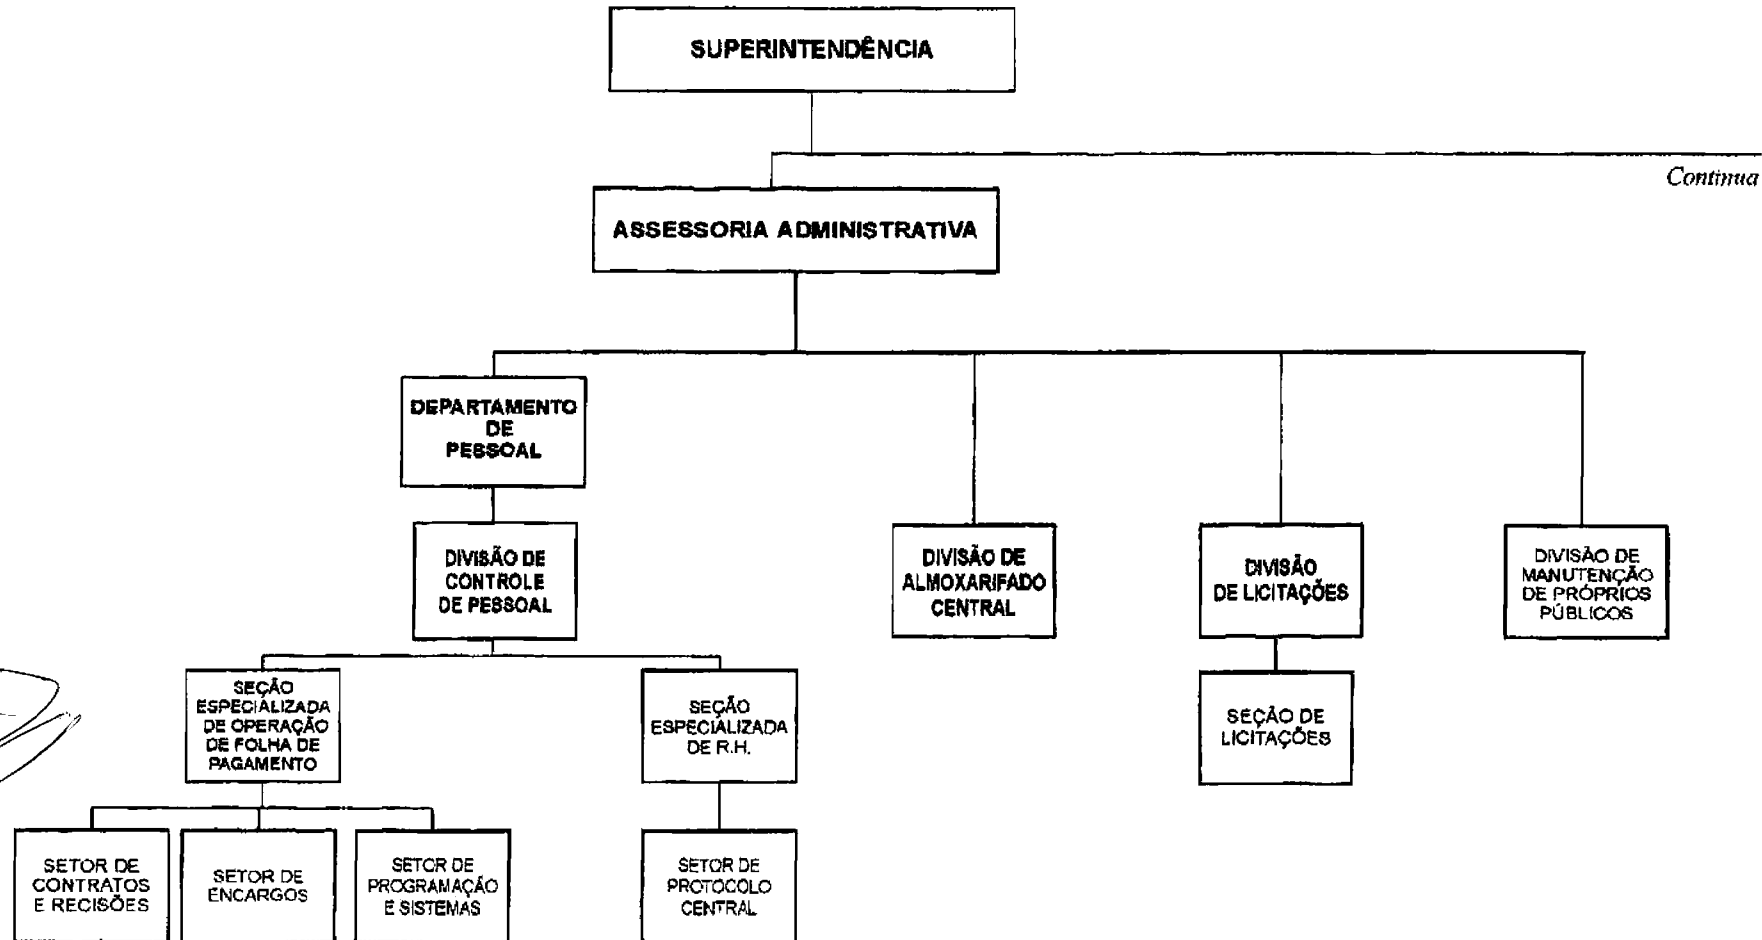 SUPERINTENDÊNCIA
Continua
ASSESSORIA ADMINISTRATIVA
DEPARTAMENTO
DE
PESSOAL
DIVISÃO DE
CONTROLE
DE PESSOAL
DIVISÃO DE
ALMOXARIFADO
CENTRAL
DIVISÃO
DE LICITAÇÕES
DIVISÃO DE
MANUTENÇÃO
DE PRÓPRIOS
PÚBLICOS
SEÇÃO
ESPECIALIZADA
DE OPERAÇÃO
DE FOLHA DE
PAGAMENTO
SEÇÃO
ESPECIALIZADA
DE R.H.
SEÇÃO DE
LICITAÇÕES
SETOR DE
CONTRATOS
E RECISÕES
SETOR DE
ENCARGOS
SETOR DE
PROGRAMAÇÃO
E SISTEMAS
SETOR DE
PROTOCOLO
CENTRAL